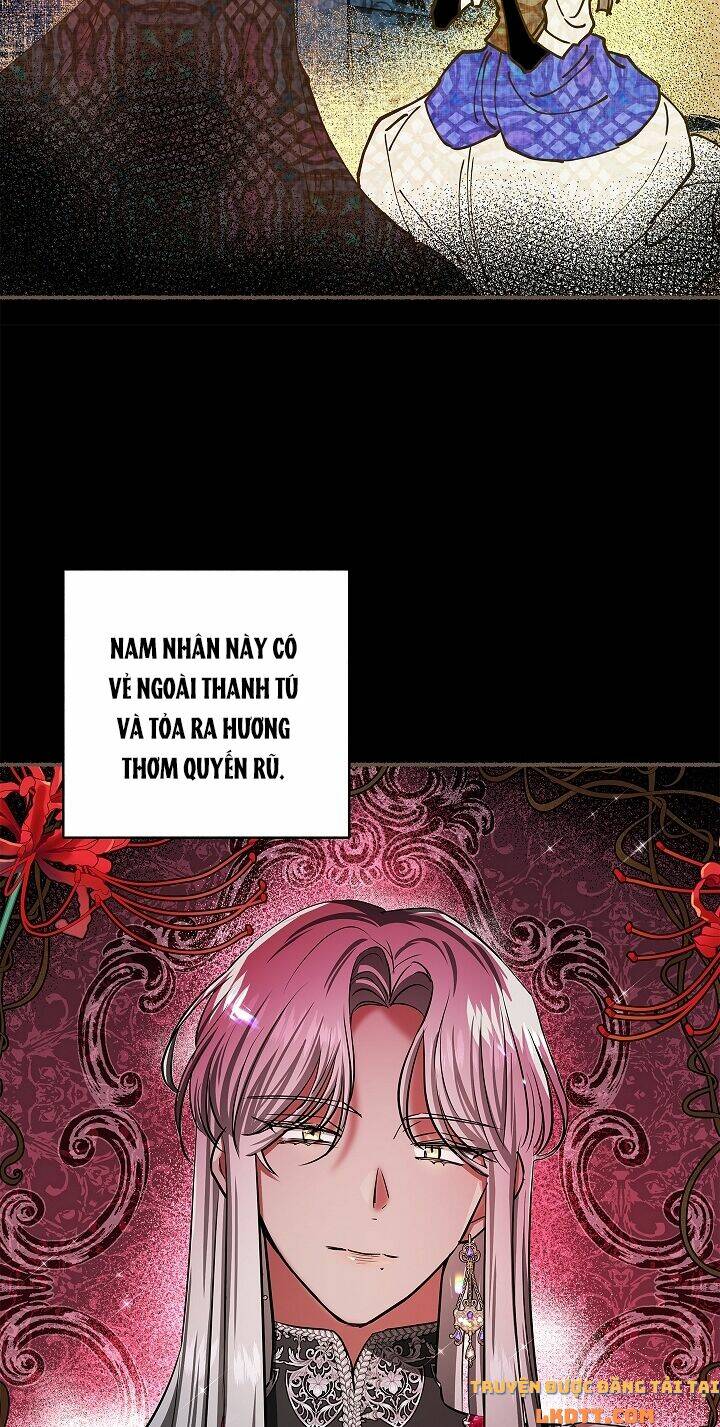 NAM NHÂN NÀY CÓ
VẺ NGOÀI THANH TÚ
VÀ TỎA RA HƯƠNG
THƠM QUYẾN RŨ.
TRUYỆN ĐƯỢC ĐĂNG TẢI TẠI
LKDTT.COM